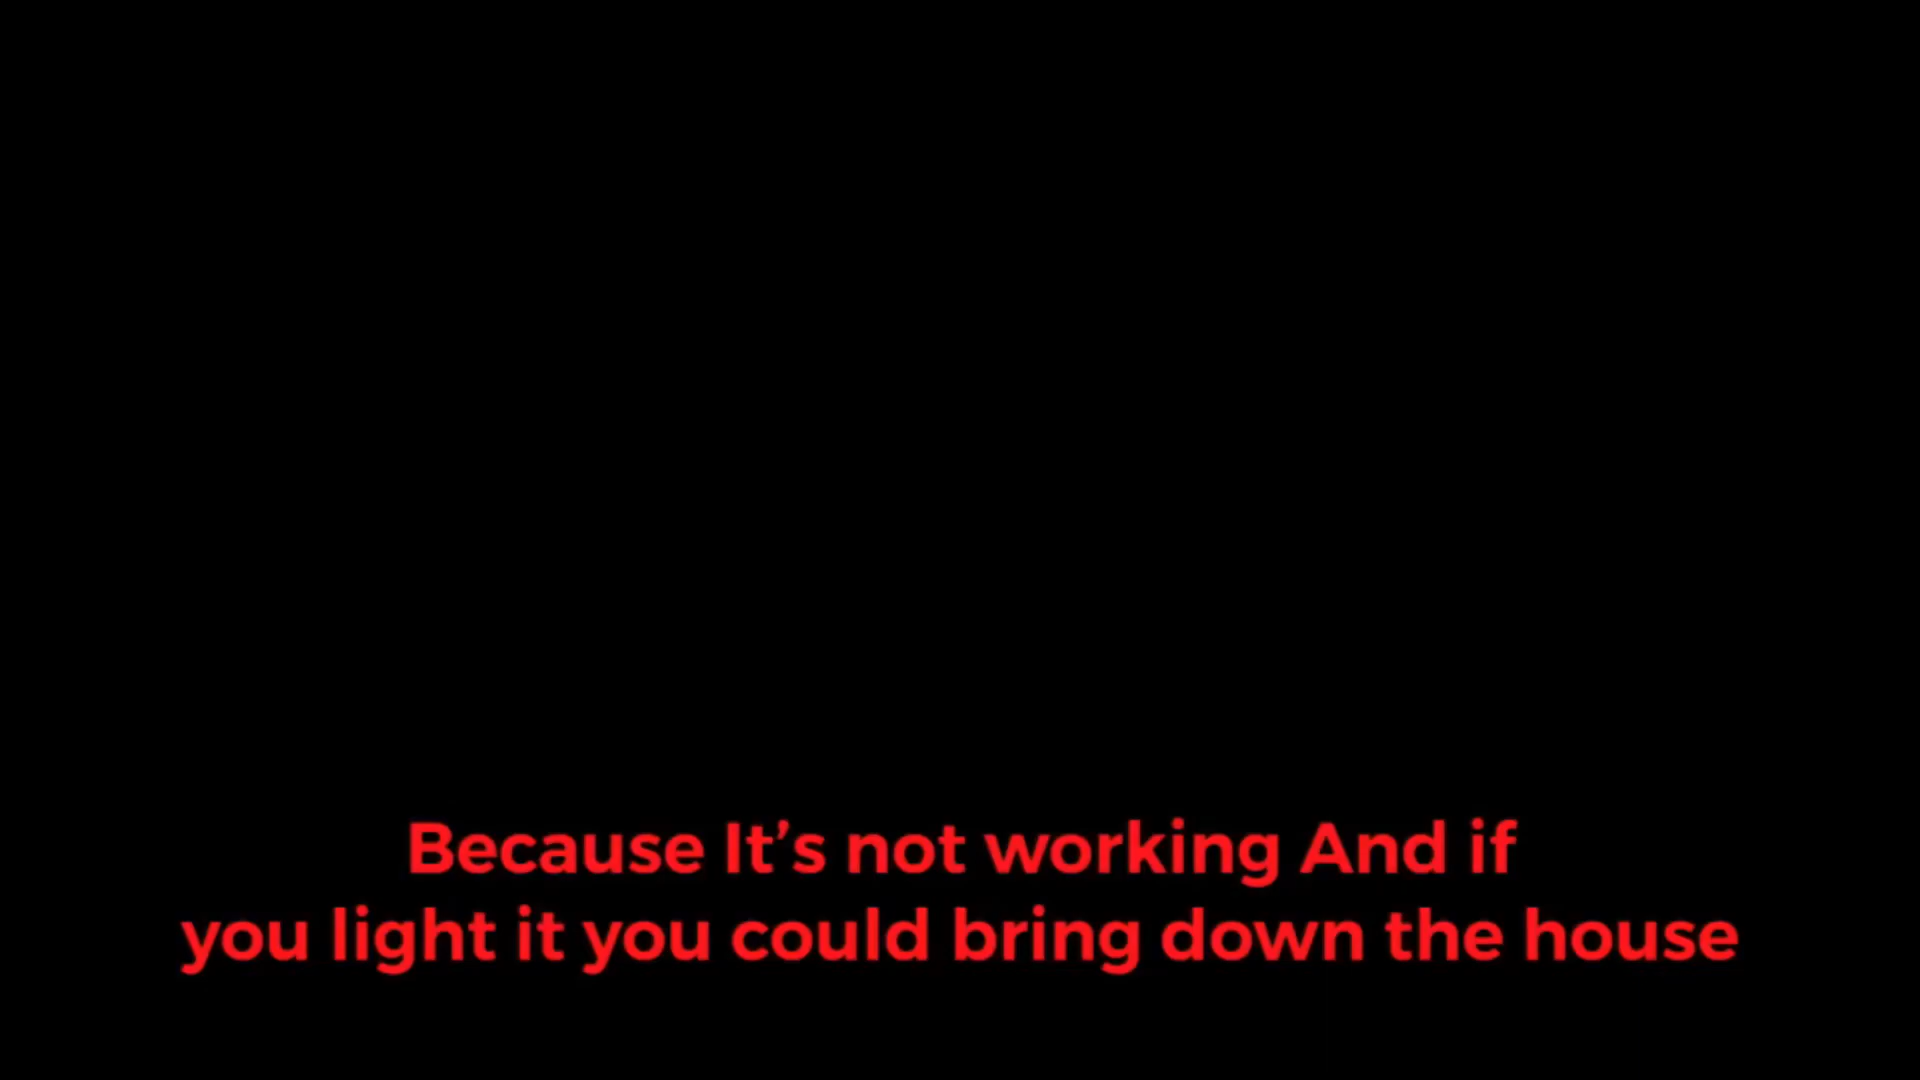 Because It’s not working And if
you light it you could bring down the house